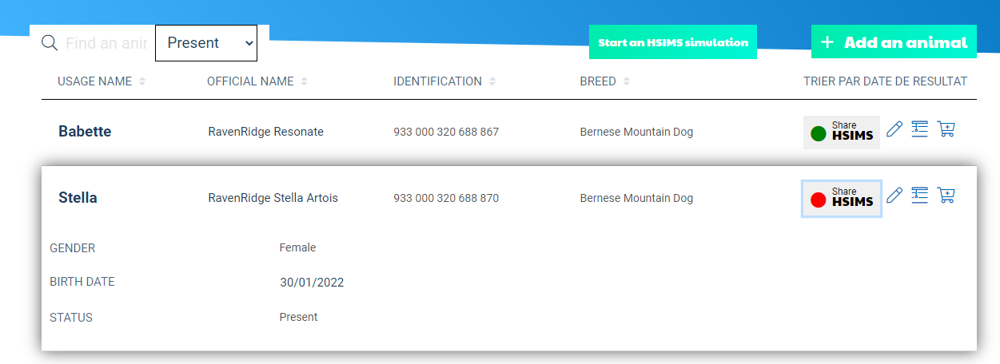 Find an anir
Present
Start an HSIMS simulation
+ Add an animal
USAGE NAME
OFFICIAL NAME
IDENTIFICATION
BREED
TRIER PAR DATE DE RESULTAT
Babette
RavenRidge Resonate
933 000 320 688 867
Bernese Mountain Dog
Share
HSIMS
Stella
RavenRidge Stella Artois
933 000 320 688 870
Bernese Mountain Dog
Share
HSIMS
GENDER
Female
BIRTH DATE
30/01/2022
STATUS
Present